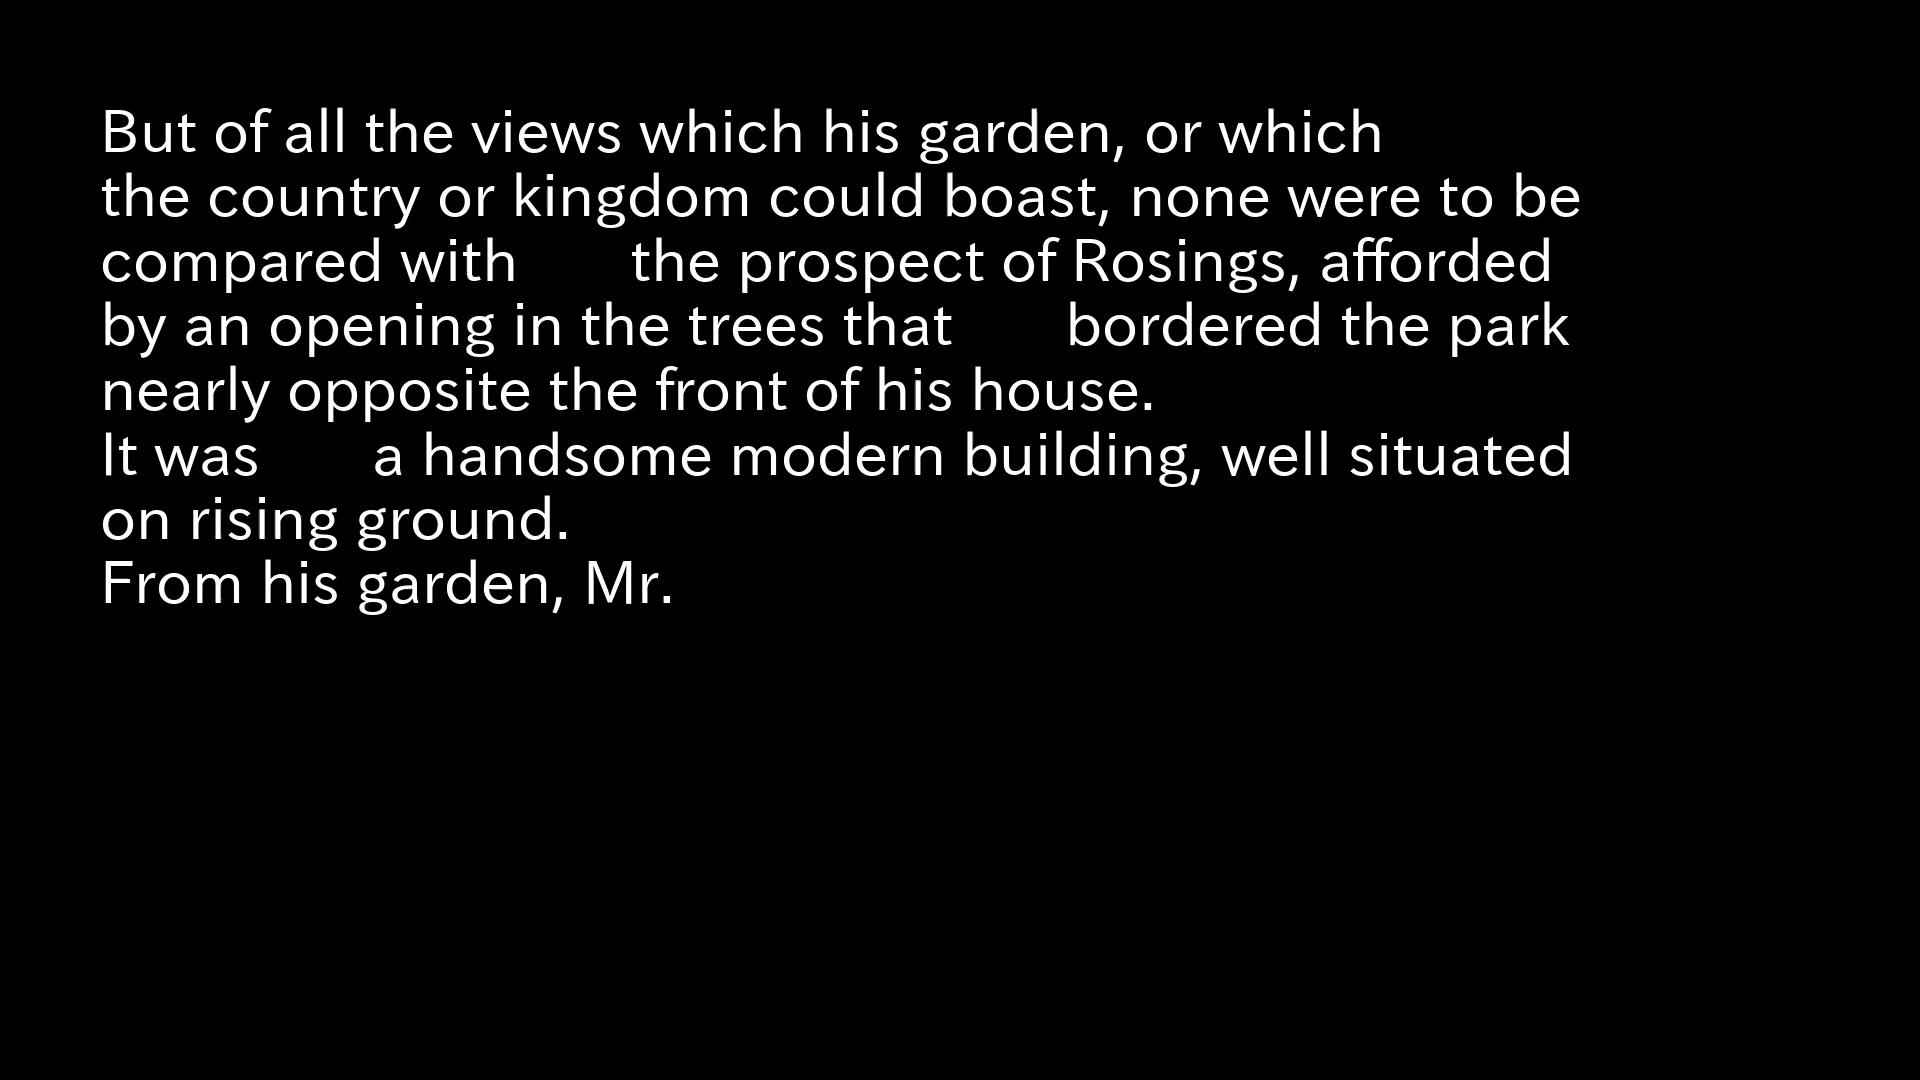 But of all the views which his garden, or which
the country or kingdom could boast, none were to be
compared with      the prospect of Rosings, afforded
by an opening in the trees that      bordered the park
nearly opposite the front of his house.
It was      a handsome modern building, well situated
on rising ground.
From his garden, Mr.